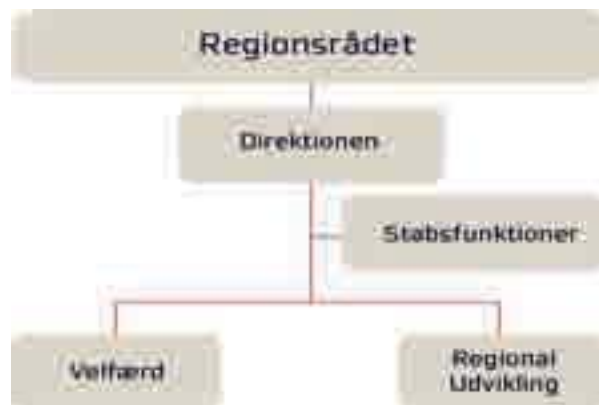 Regionsrådet
Direktionen
Stabsfunktioner
Velfærd
Regional
Udvikling